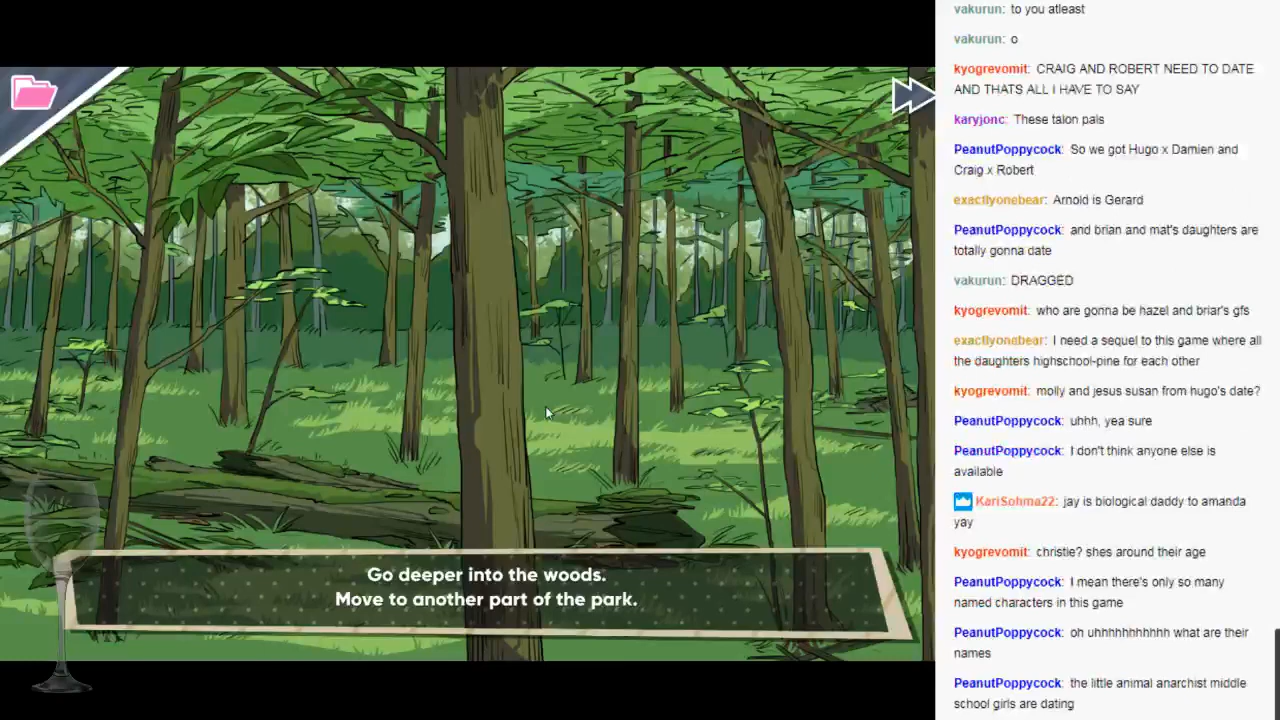 vakurun: to you atleast
vakurun: o
kyogrevomit: CRAIG AND ROBERT NEED TO DATE
AND THATS ALL I HAVE TO SAY
karyjonc: These talon pals
PeanutPoppycock: So we got Hugo x Damien and
Craig x Robert
exactlyonebear: Arnold is Gerard
PeanutPoppycock: and brian and mat's daughters are
totally gonna date
vakurun: DRAGGED
kyogrevomit: who are gonna be hazel and briar's gfs
exactlyonebear: I need a sequel to this game where all
the daughters highschool-pine for each other
kyogrevomit: molly and jesus susan from hugo's date?
PeanutPoppycock: uhhh, yea sure
PeanutPoppycock: I don't think anyone else is
available
KariSohma22: jay is biological daddy to amanda
yay
kyogrevomit: christie? shes around their age
PeanutPoppycock: I mean there's only so many
named characters in this game
PeanutPoppycock: oh uhhhhhhhhhh what are their
names
PeanutPoppycock: the little animal anarchist middle
school girls are dating
Go deeper into the woods.
Move to another part of the park.